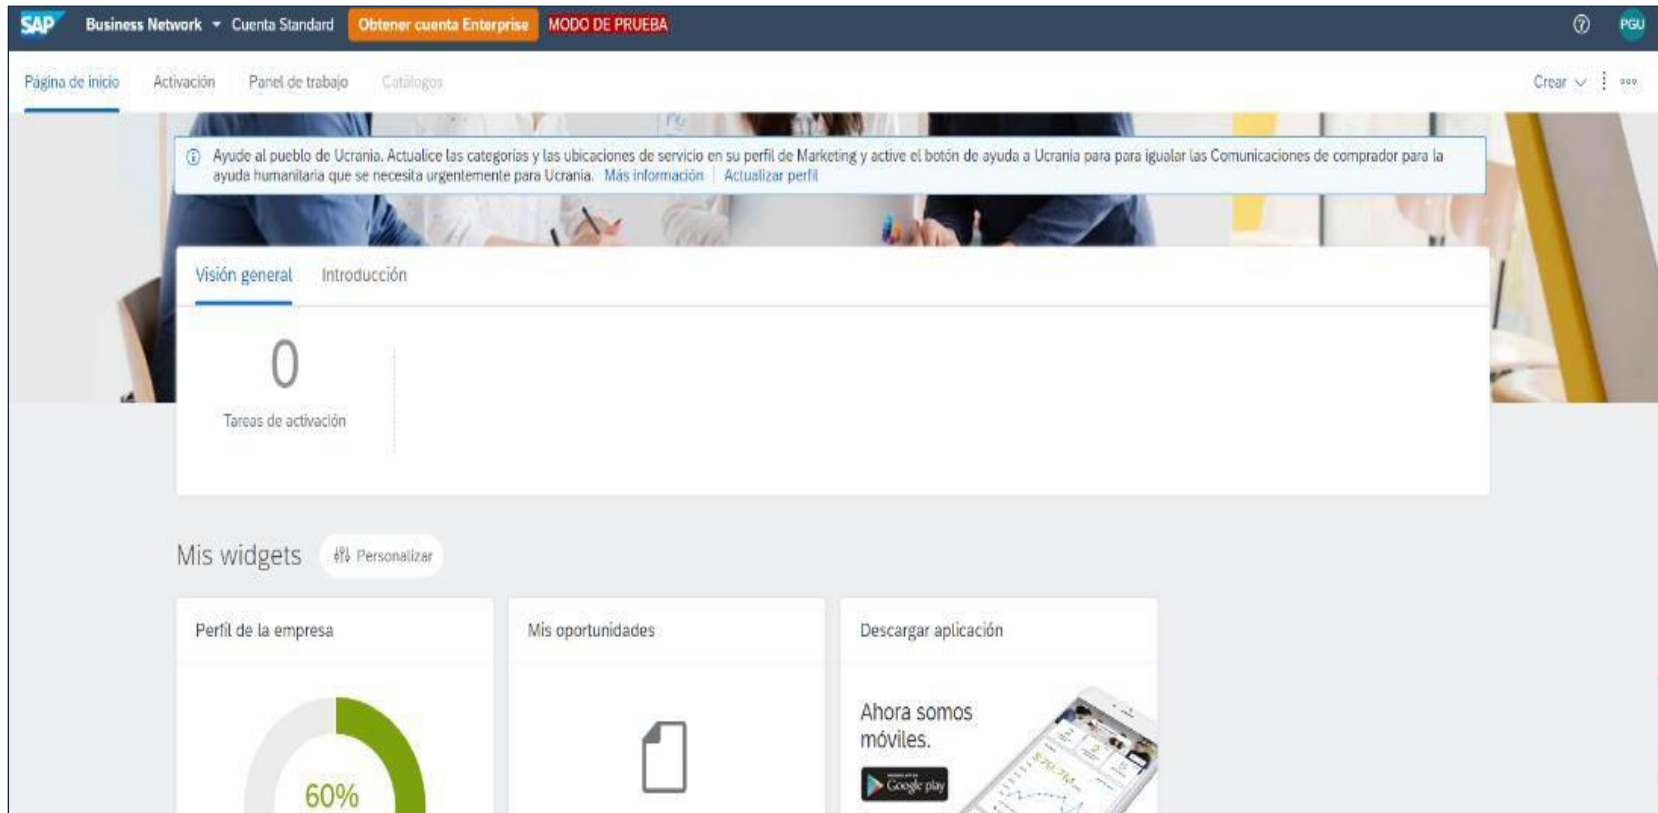 SAP Business Network Cuenta Standard Obtener cuenta Enterprise MODO DE PRUEBA PGU
Página de inicio Activación Panel de trabajo Catálogos Crear
Ayude al pueblo de Ucrania. Actualice las categorías y las ubicaciones de servicio en su perfil de Marketing y active el botón de ayuda a Ucrania para para igualar las Comunicaciones de comprador para la
ayuda humanitaria que se necesita urgentemente para Ucrania. Más información | Actualizar perfil
Visión general Introducción
0
Tareas de activación
Mis widgets Personalizar
Perfil de la empresa Mis oportunidades Descargar aplicación
Ahora somos
móviles.
Google play
60%